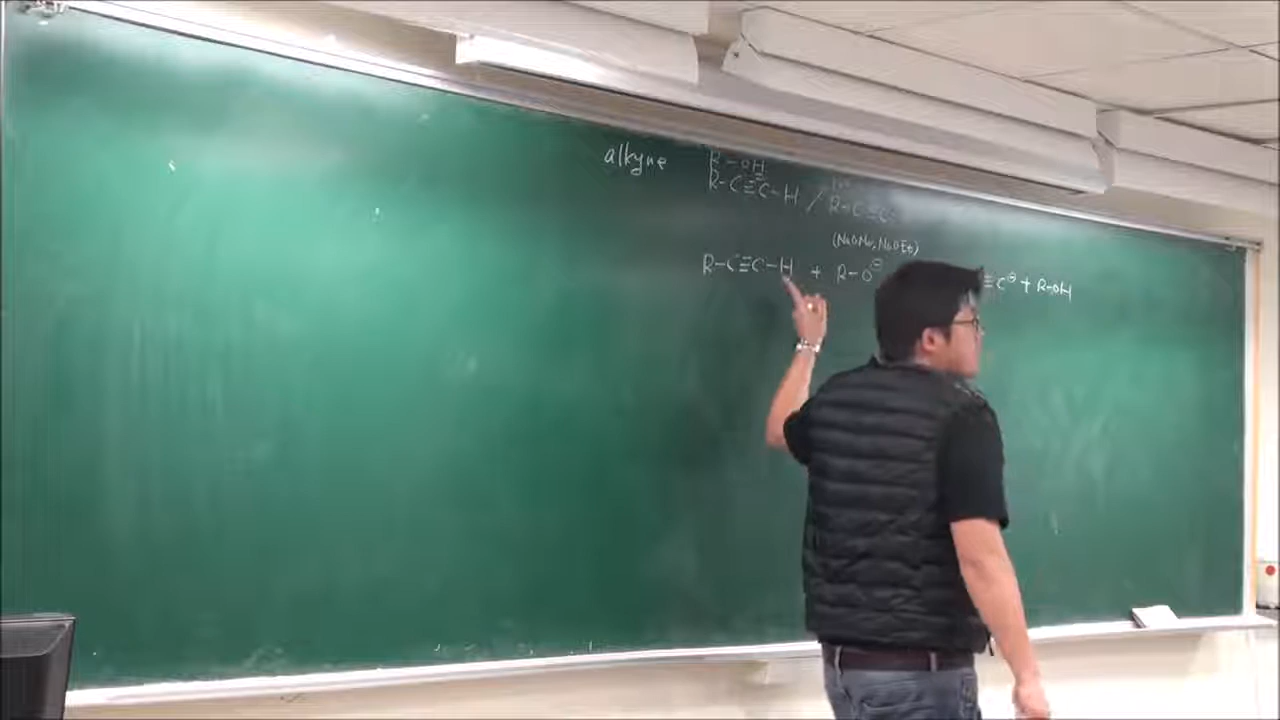 alkyne R-OH
R-C≡C-H / R-C≡C:
(NaOMe, NaOEt)
R-C≡C-H + R-O⊖ ≡C⊖ + R-OH